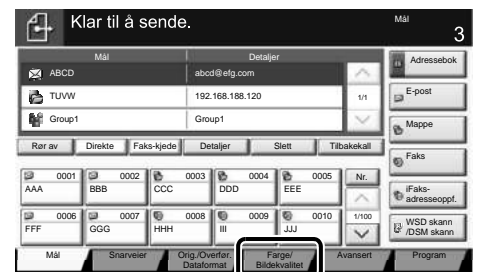 Klar til å sende.
Mål
3
Mål Detaljer
ABCD abcd@efg.com
TUVW 192.168.188.120 1/1
Group1 Group1
Adressebok
E-post
Mappe
Faks
iFaks-
adresseoppf.
WSD skann
/DSM skann
Rør av Direkte Faks-kjede Detaljer Slett Tilbakekall
0001 0002 0003 0004 0005 Nr.
AAA BBB CCC DDD EEE
0006 0007 0008 0009 0010 1/100
FFF GGG HHH III JJJ
Mål Snarveier Orig./Overfør. Farge/ Avansert Program
Dataformat Bildekvalitet